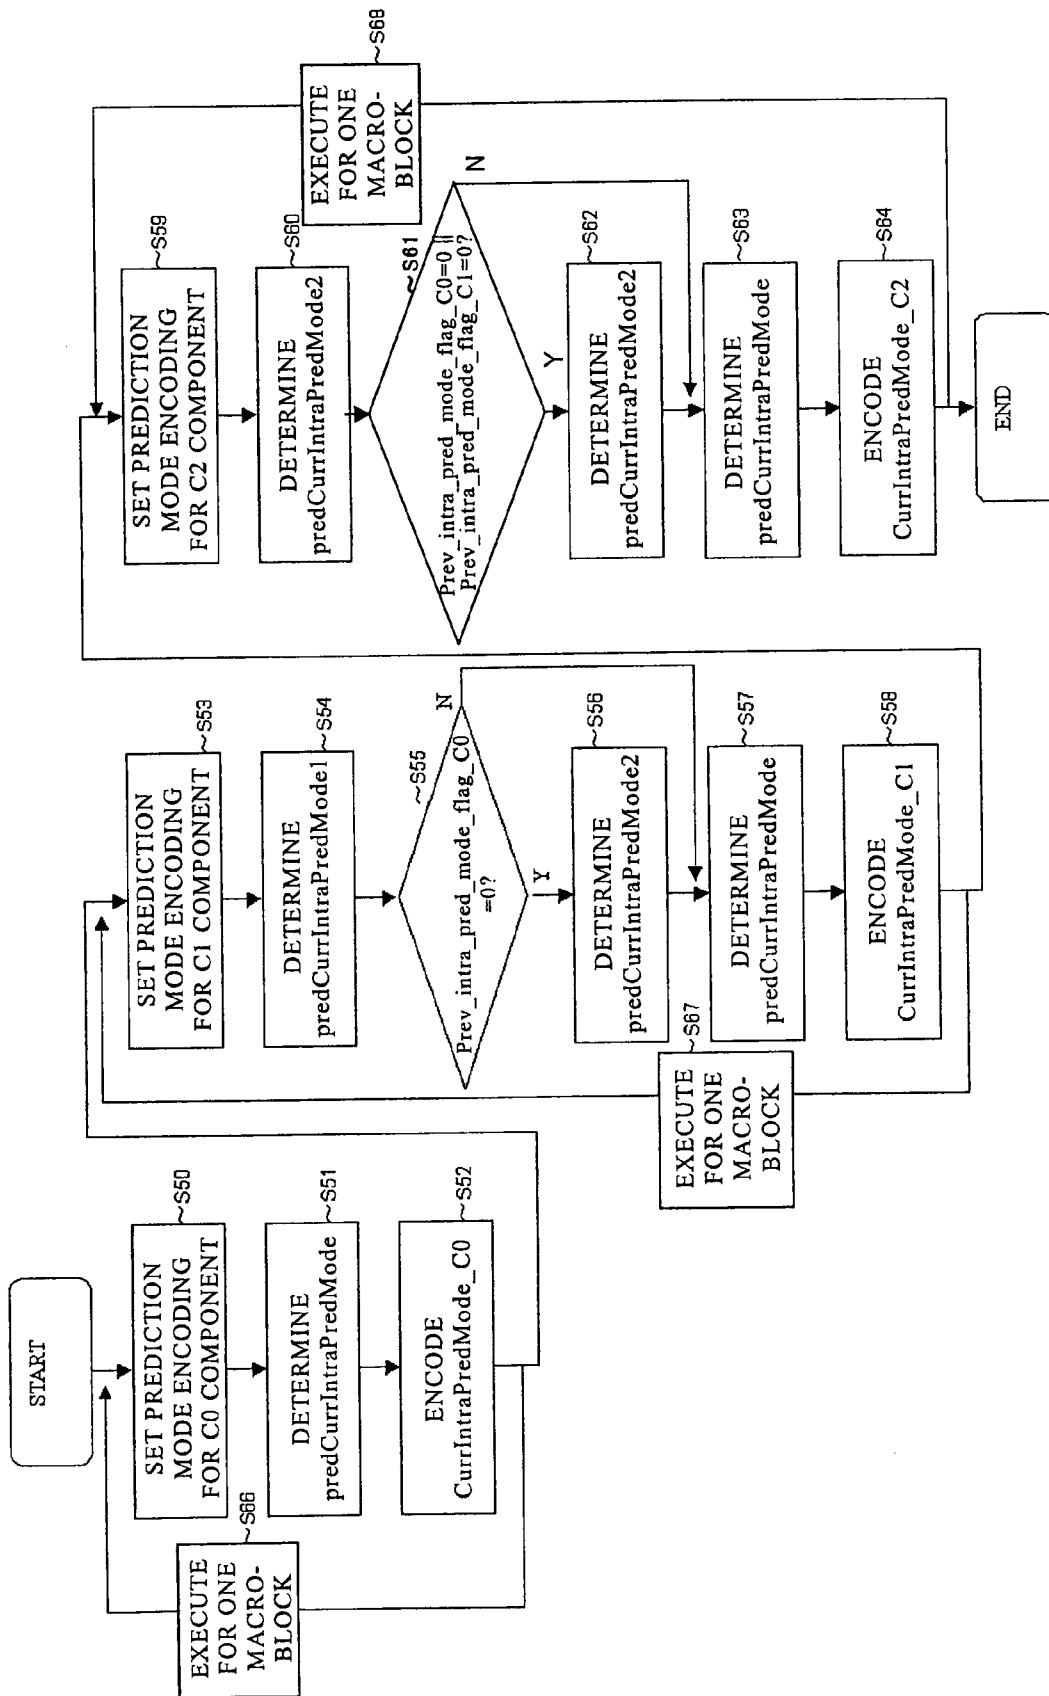 START
SET PREDICTION
MODE ENCODING
FOR C0 COMPONENT
S50
DETERMINE
predCurrIntraPredMode
S51
ENCODE
CurrIntraPredMode_C0
S52
EXECUTE
FOR ONE
MACRO-
BLOCK
S66
SET PREDICTION
MODE ENCODING
FOR C1 COMPONENT
S53
DETERMINE
predCurrIntraPredMode1
S54
Prev_intra_pred_mode_flag_C0
=0?
S55
N
Y
DETERMINE
predCurrIntraPredMode2
S56
DETERMINE
predCurrIntraPredMode
S57
ENCODE
CurrIntraPredMode_C1
S58
EXECUTE
FOR ONE
MACRO-
BLOCK
S67
SET PREDICTION
MODE ENCODING
FOR C2 COMPONENT
S59
DETERMINE
predCurrIntraPredMode2
S60
Prev_intra_pred_mode_flag_C0=0 ||
Prev_intra_pred_mode_flag_C1=0?
S61
N
Y
DETERMINE
predCurrIntraPredMode2
S62
DETERMINE
predCurrIntraPredMode
S63
ENCODE
CurrIntraPredMode_C2
S64
EXECUTE
FOR ONE
MACRO-
BLOCK
S68
END